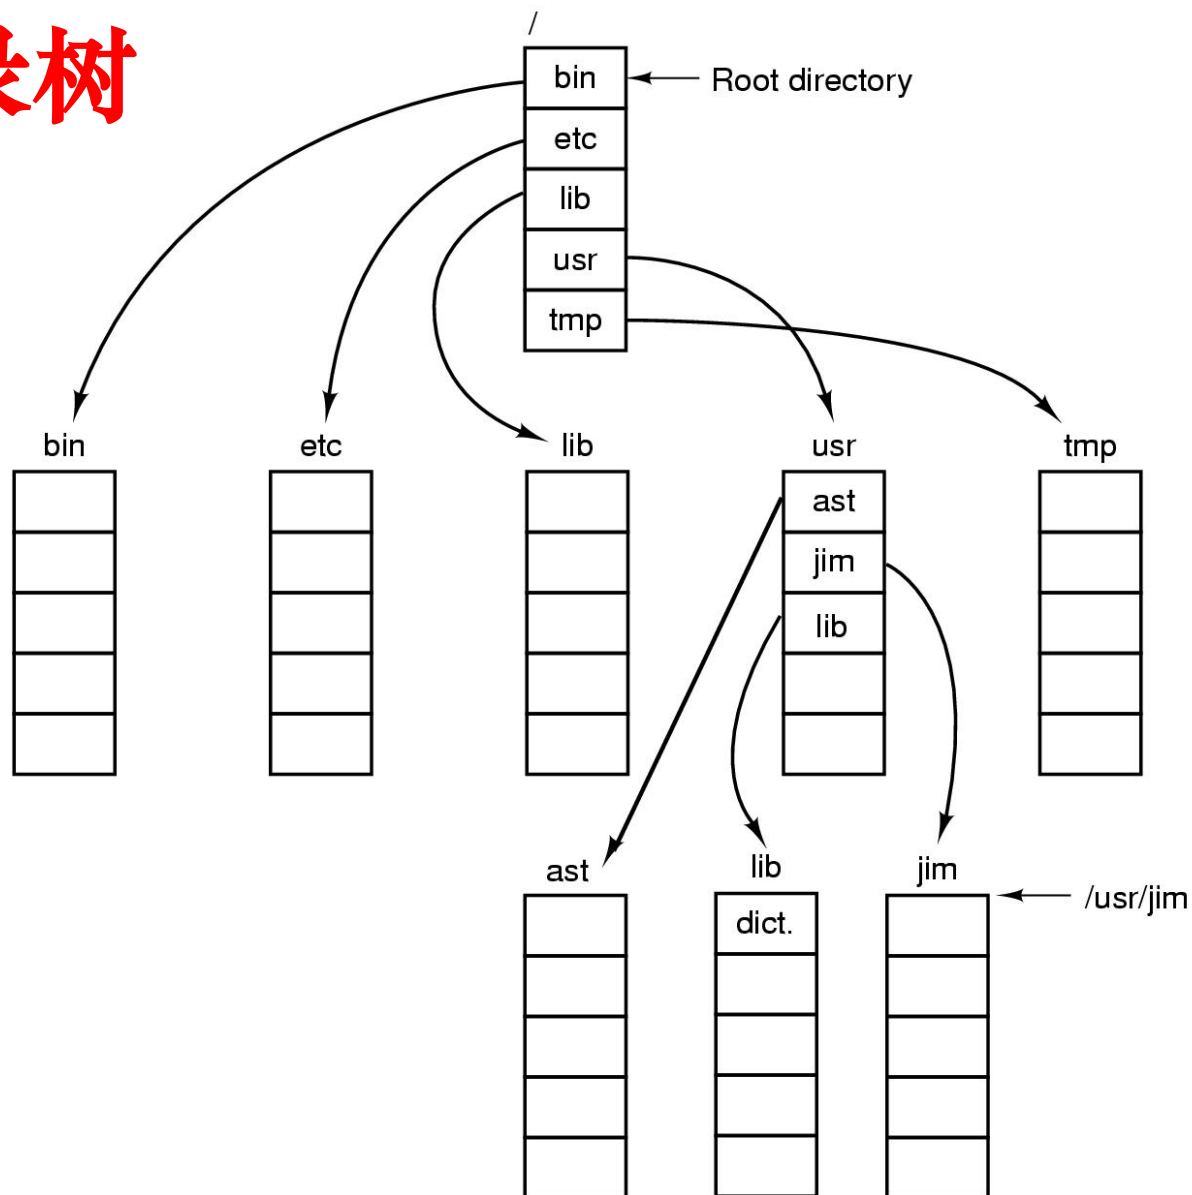 树
/
bin
Root directory
etc
lib
usr
tmp
bin
etc
lib
usr
tmp
ast
jim
lib
ast
lib
jim
/usr/jim
dict.